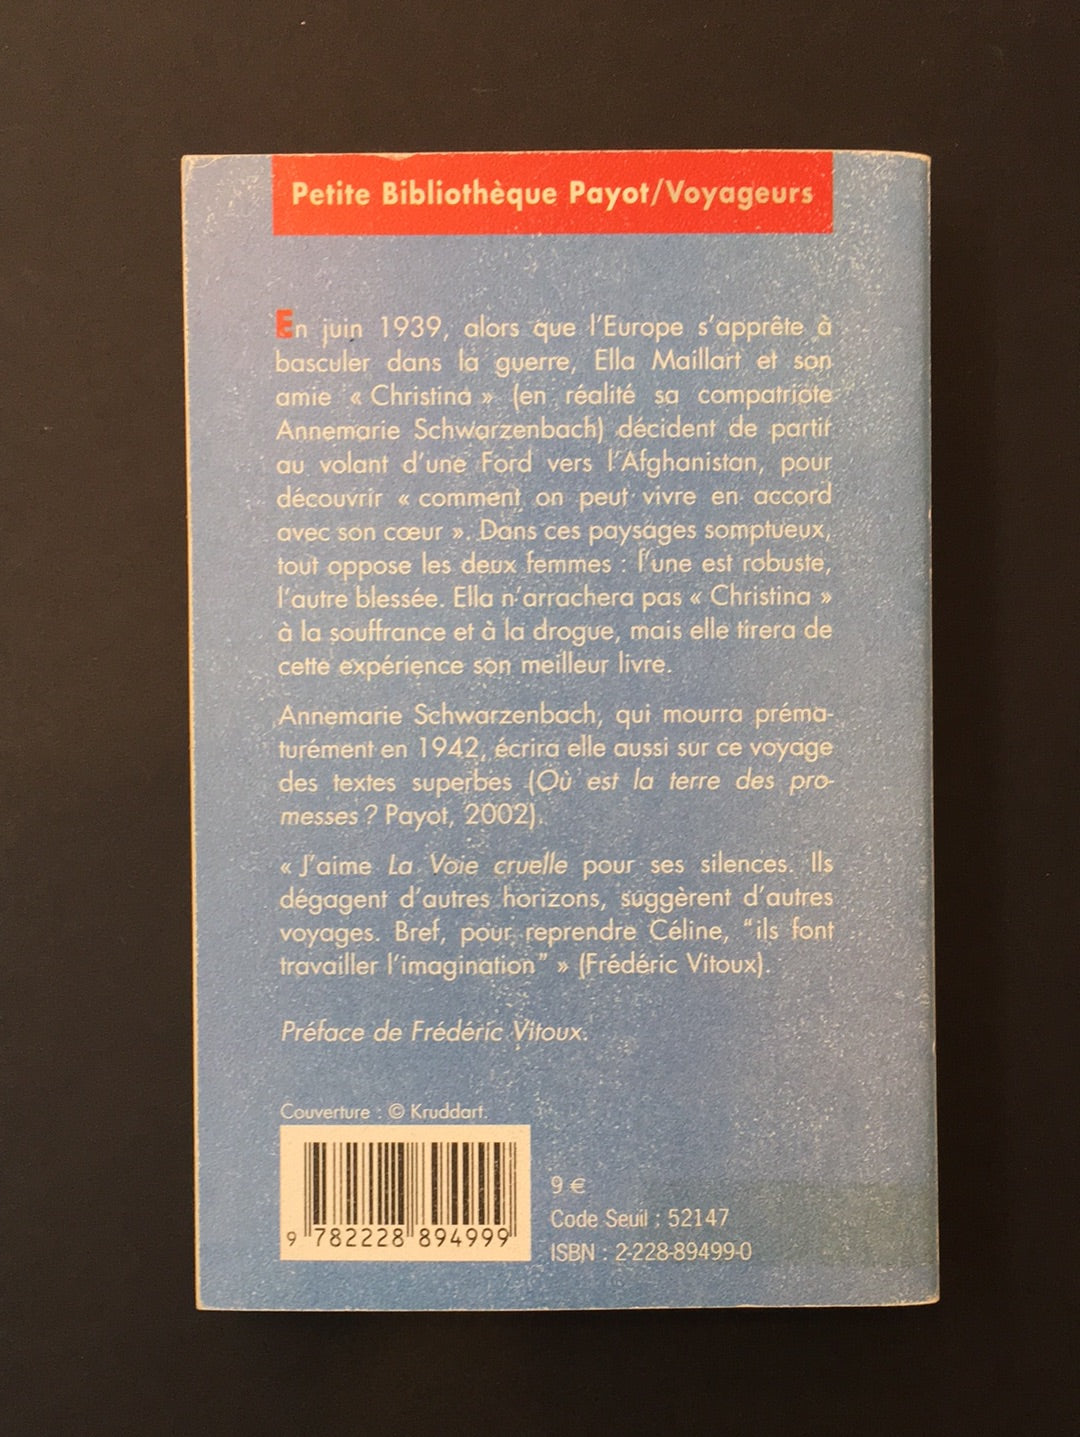 Petite Bibliothèque Payot/Voyageurs
En juin 1939, alors que l'Europe s'apprête à
basculer dans la guerre, Ella Maillart et son
amie « Christina » (en réalité sa compatriote
Annemarie Schwarzenbach) décident de partir
au volant d'une Ford vers l'Afghanistan, pour
découvrir « comment on peut vivre en accord
avec son cœur ». Dans ces paysages somptueux,
tout oppose les deux femmes : l'une est robuste,
l'autre blessée. Ella n'arrachera pas « Christina »
à la souffrance et à la drogue, mais elle tirera de
cette expérience son meilleur livre.
Annemarie Schwarzenbach, qui mourra préma-
turément en 1942, écrira elle aussi sur ce voyage
des textes superbes (Où est la terre des pro-
messes ? Payot, 2002).
« J'aime La Voie cruelle pour ses silences. Ils
dégagent d'autres horizons, suggèrent d'autres
voyages. Bref, pour reprendre Céline, “ils font
travailler l'imagination” » (Frédéric Vitoux).
Préface de Frédéric Vitoux.
Couverture : © Kruddart.
9 782228 894999
9 €
Code Seuil : 52147
ISBN : 2-228-89499-0